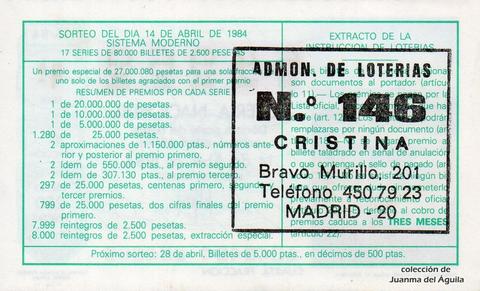 SORTEO DEL DIA 14 DE ABRIL DE 1984
SISTEMA MODERNO
17 SERIES DE 80.000 BILLETES DE 2.500 PESETAS
Un premio especial de 27.000.080 pesetas para una sola fracción de
uno solo de los billetes agraciados con el primer premio
RESUMEN DE PREMIOS POR CADA SERIE
1 de 20.000.000 de pesetas.
1 de 10.000.000 de pesetas.
1 de 5.000.000 de pesetas.
1.280 de 25.000 pesetas.
2 aproximaciones de 1.150.000 ptas., números ante-
rior y posterior al premio primero.
2 ídem de 550.000 ptas., al premio segundo.
2 ídem de 307.130 ptas., al premio tercero.
297 de 25.000 pesetas, centenas primero, segundo
tercer premios.
799 de 25.000 pesetas, dos cifras finales del premio
primero.
7.999 reintegros de 2.500 pesetas.
8.000 reintegros de 2.500 pesetas, extracción especial.
EXTRACTO DE LA
INSTRUCCION DE LOTERIAS
ADMON. DE LOTERIAS
N.º 146
CRISTINA
Bravo Murillo, 201
Teléfono 450 79 23
MADRID - 20
premios caduca a los TRES MESES
(artículo 22).
Próximo sorteo: 28 de abril. Billetes de 5.000 ptas., en décimos de 500 ptas.
colección de
Juanma del Águila